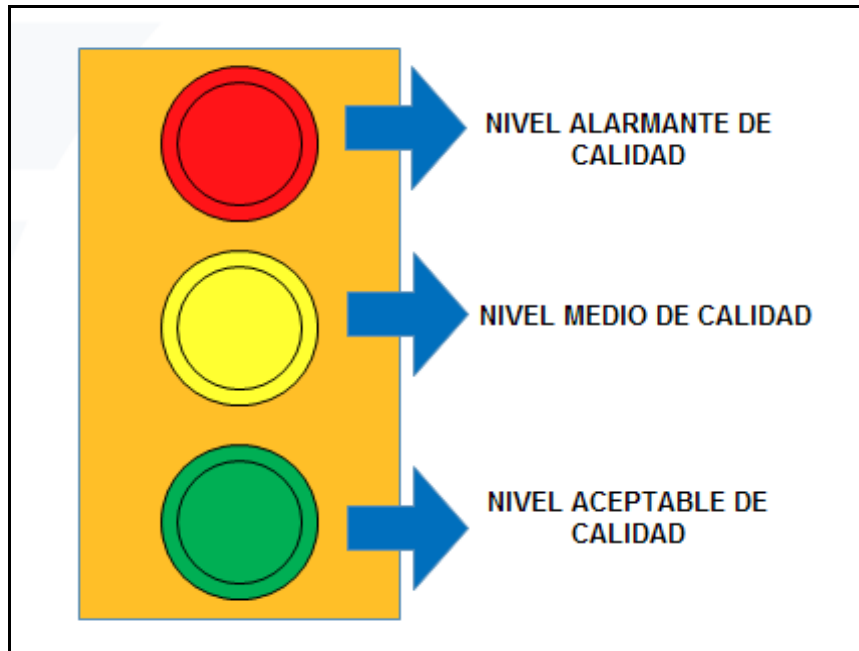 NIVEL ALARMANTE DE
CALIDAD
NIVEL MEDIO DE CALIDAD
NIVEL ACEPTABLE DE
CALIDAD